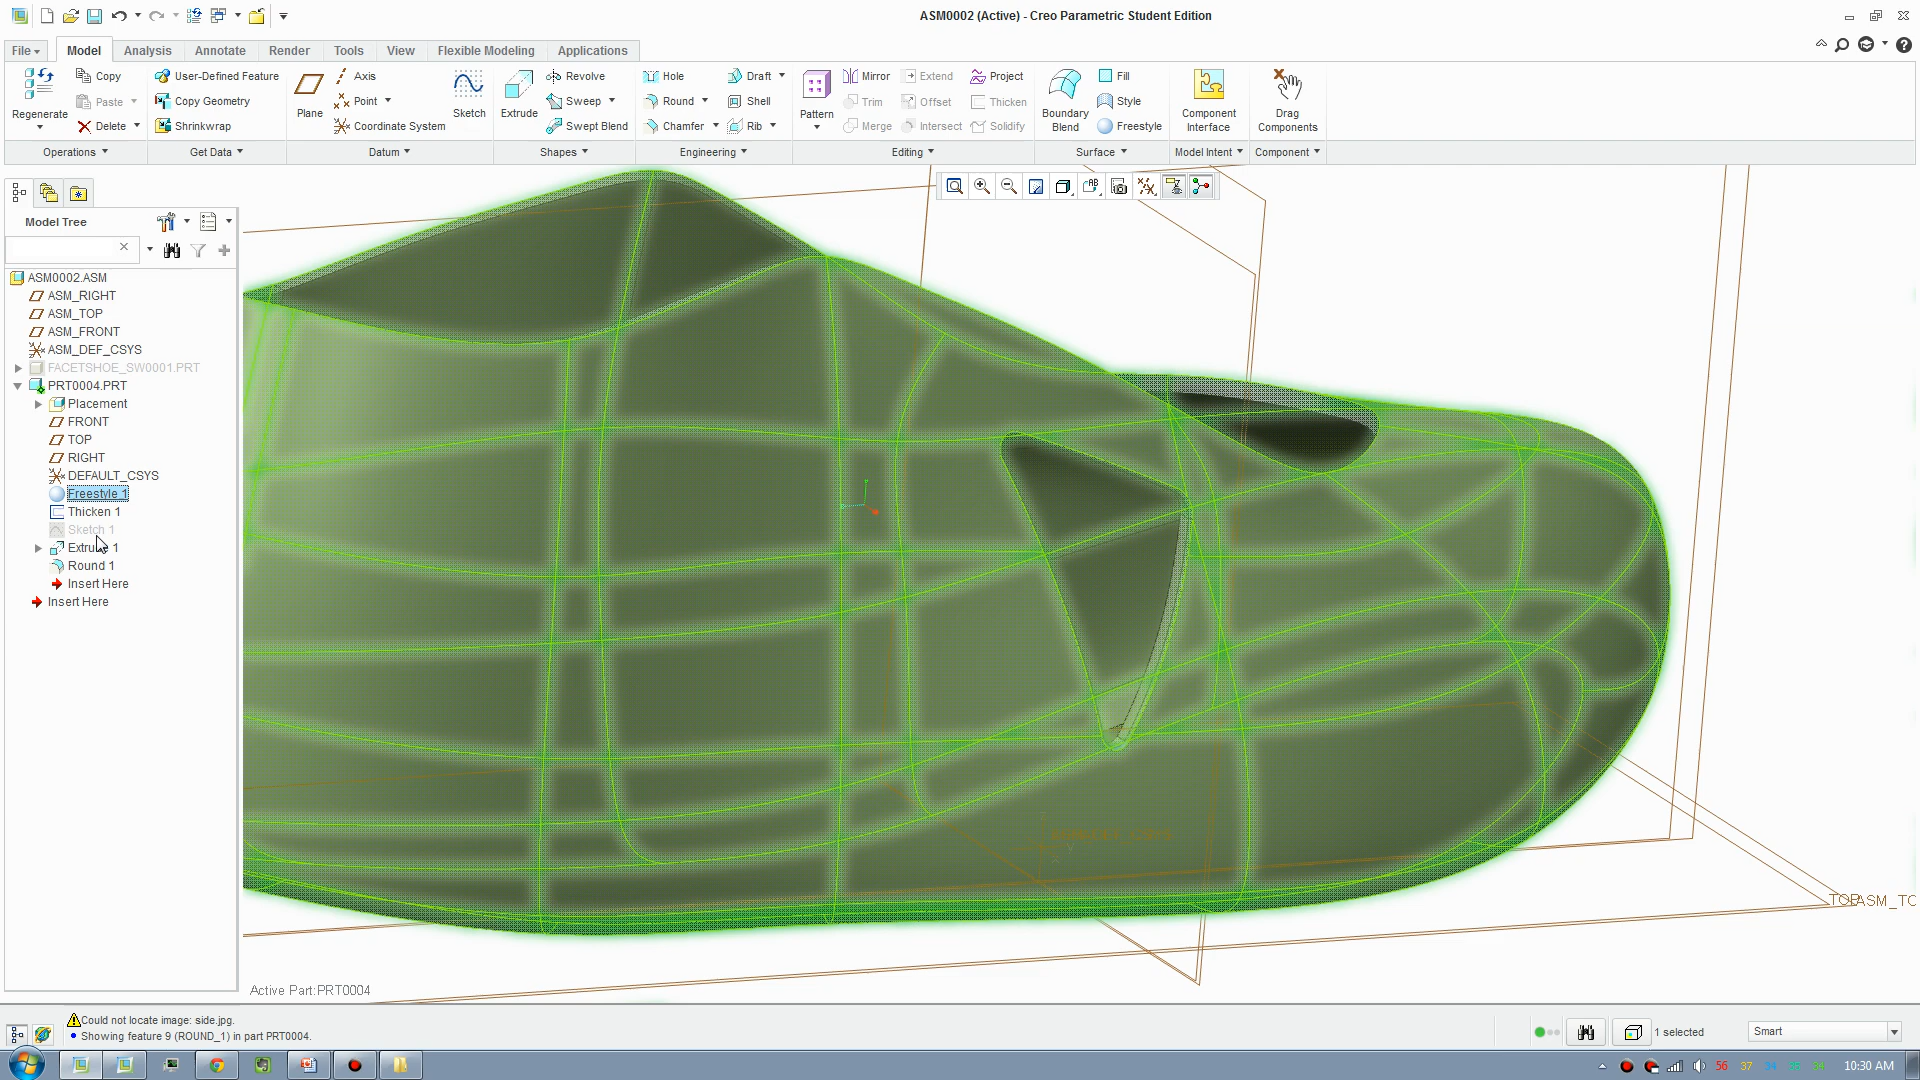 ASM0002 (Active) - Creo Parametric Student Edition
File Model Analysis Annotate Render Tools View Flexible Modeling Applications
Regenerate
Copy
Paste
Delete
Operations
User-Defined Feature
Copy Geometry
Shrinkwrap
Get Data
Plane
Axis
Point
Coordinate System
Sketch
Datum
Extrude
Revolve
Sweep
Swept Blend
Shapes
Hole
Round
Chamfer
Draft
Shell
Rib
Engineering
Pattern
Mirror
Trim
Merge
Extend
Offset
Intersect
Project
Thicken
Solidify
Editing
Boundary Blend
Fill
Style
Freestyle
Surface
Component Interface
Model Intent
Drag Components
Component
Model Tree
ASM0002.ASM
ASM_RIGHT
ASM_TOP
ASM_FRONT
ASM_DEF_CSYS
FACETSHOE_SW0001.PRT
PRT0004.PRT
Placement
FRONT
TOP
RIGHT
DEFAULT_CSYS
Freestyle 1
Thicken 1
Sketch 1
Round 1
Insert Here
Insert Here
Active Part:PRT0004
Could not locate image: side.jpg.
Showing feature 9 (ROUND_1) in part PRT0004.
1 selected
Smart
56 37
10:30 AM